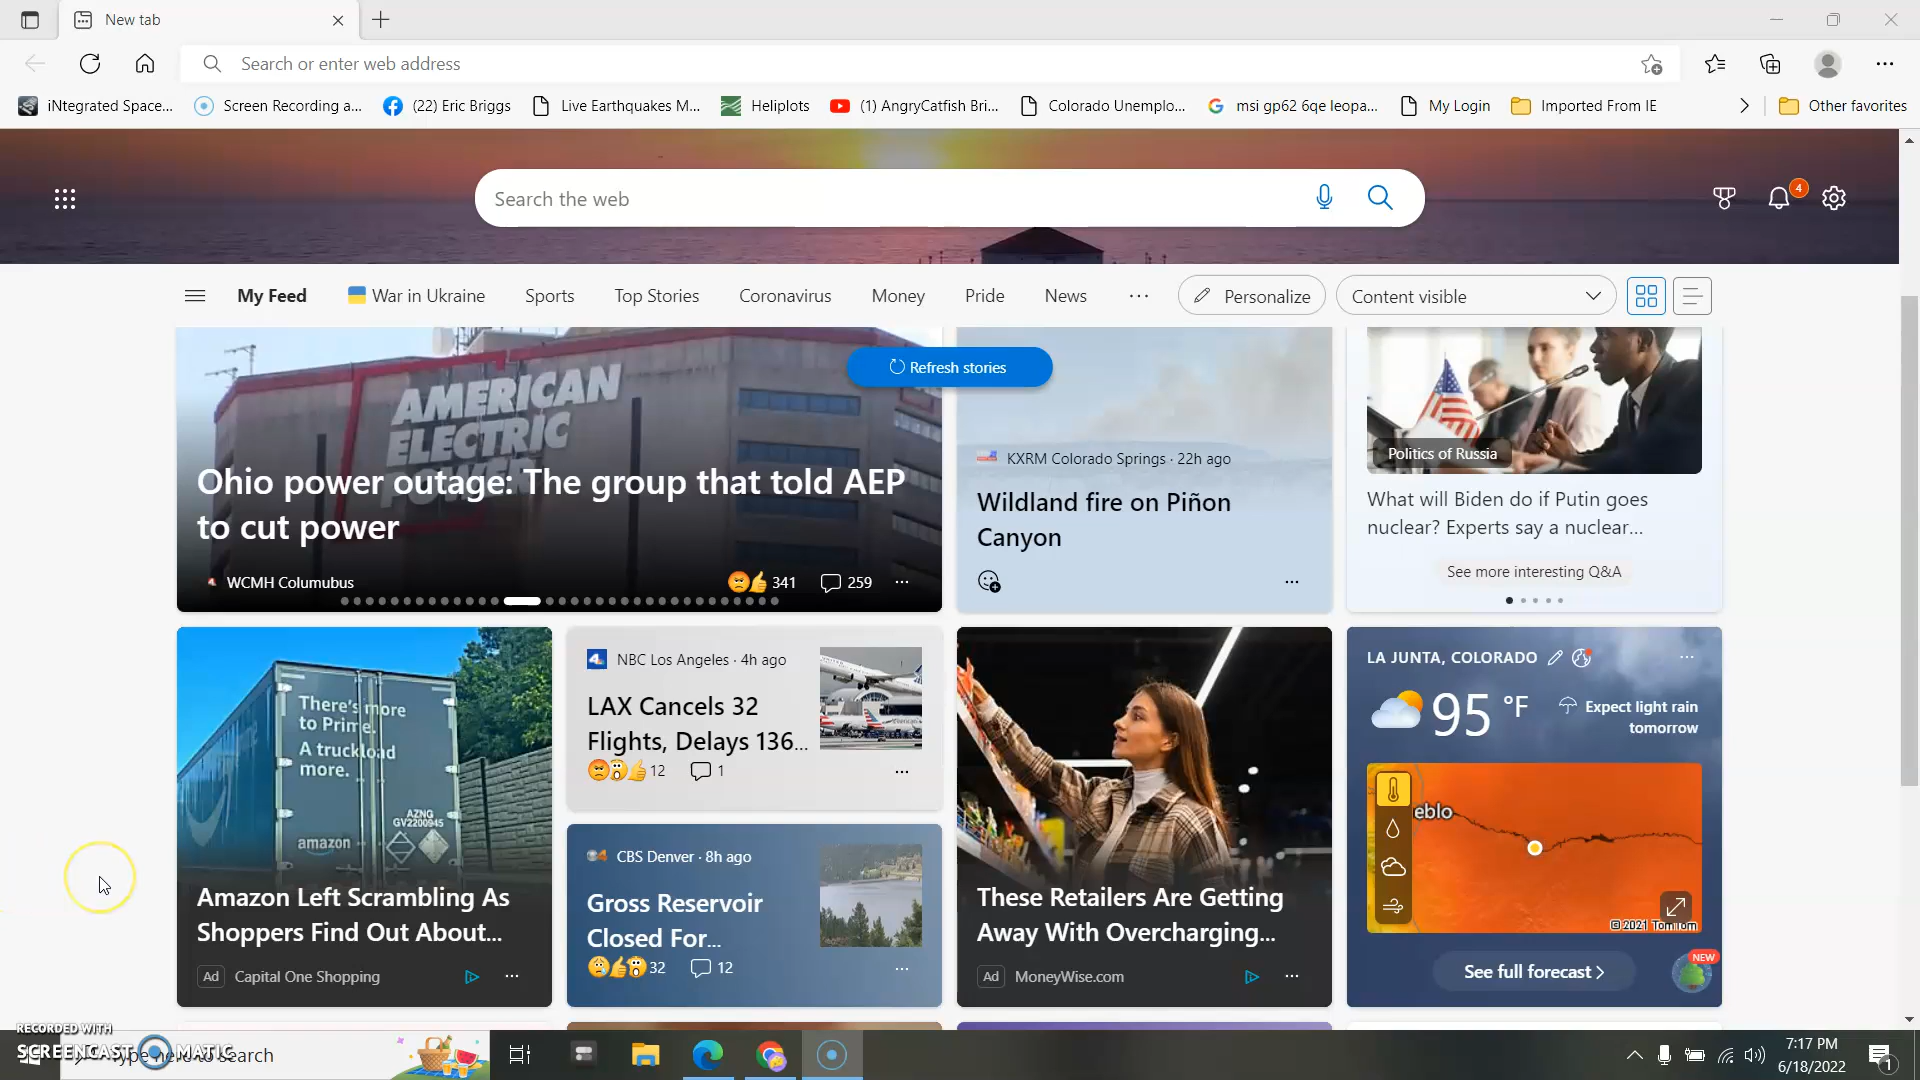 New tab
Search or enter web address
iNtegrated Space...
Screen Recording a...
(22) Eric Briggs
Live Earthquakes M...
Heliplots
(1) AngryCatfish Bri...
Colorado Unemplo...
msi gp62 6qe leopa...
My Login
Imported From IE
Other favorites
Search the web
4
My Feed
War in Ukraine
Sports
Top Stories
Coronavirus
Money
Pride
News
Personalize
Content visible
Refresh stories
AMERICAN
ELECTRIC
POWER
Ohio power outage: The group that told AEP
to cut power
WCMH Columubus
341
259
KXRM Colorado Springs · 22h ago
Wildland fire on Piñon
Canyon
Politics of Russia
What will Biden do if Putin goes
nuclear? Experts say a nuclear...
See more interesting Q&A
There's more
to Prime.
A truckload
more.
AZNG
GV2200945
amazon
Amazon Left Scrambling As
Shoppers Find Out About...
Ad
Capital One Shopping
NBC Los Angeles · 4h ago
LAX Cancels 32
Flights, Delays 136...
12
1
CBS Denver · 8h ago
Gross Reservoir
Closed For...
32
12
These Retailers Are Getting
Away With Overcharging...
Ad
MoneyWise.com
LA JUNTA, COLORADO
95 °F
Expect light rain
tomorrow
eblo
© 2021 TomTom
See full forecast
NEW
RECORDED WITH
SCREENCAST MATIC
Type here to search
7:17 PM
6/18/2022
1